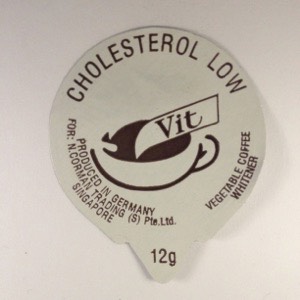 CHOLESTEROL LOW
Vit
PRODUCED IN GERMANY
FOR: N.CORMAN TRADING (S) Pte.Ltd.
SINGAPORE
VEGETABLE COFFEE
WHITENER
12g